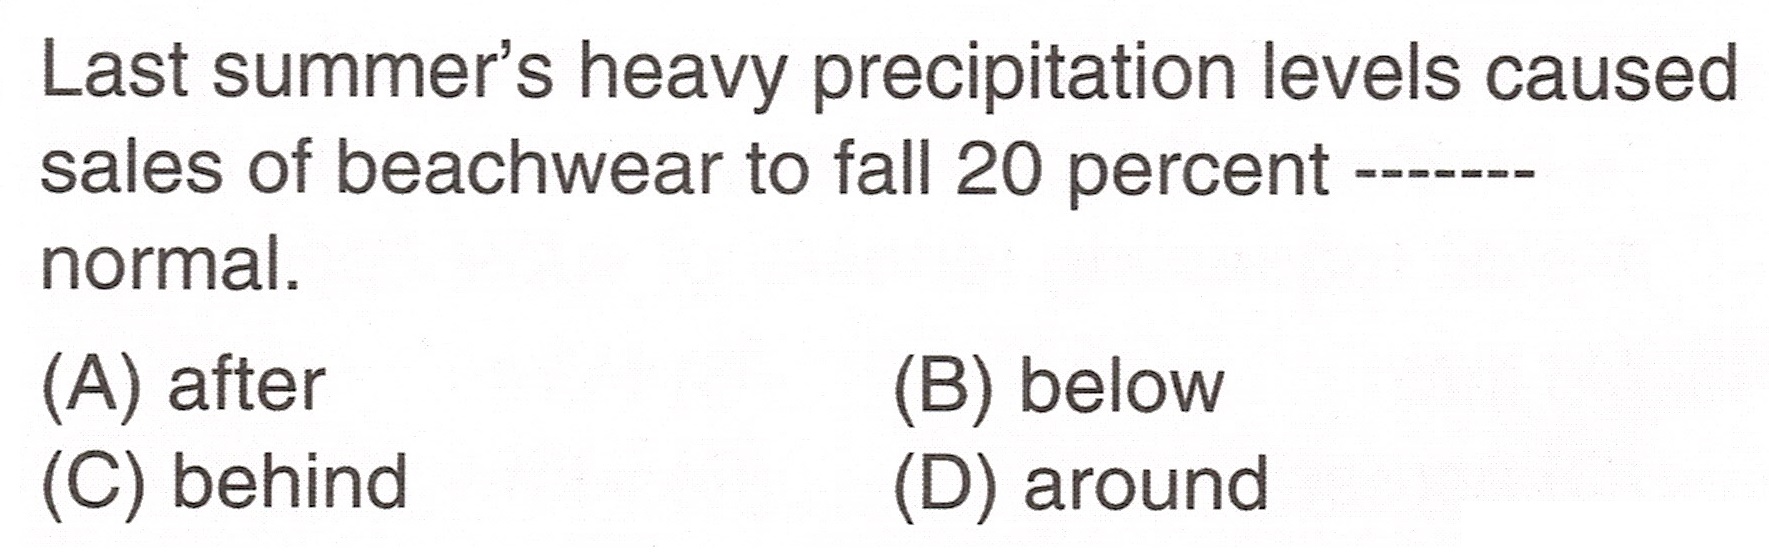 Last summer’s heavy precipitation levels caused
sales of beachwear to fall 20 percent -------
normal.
(A) after (B) below
(C) behind (D) around